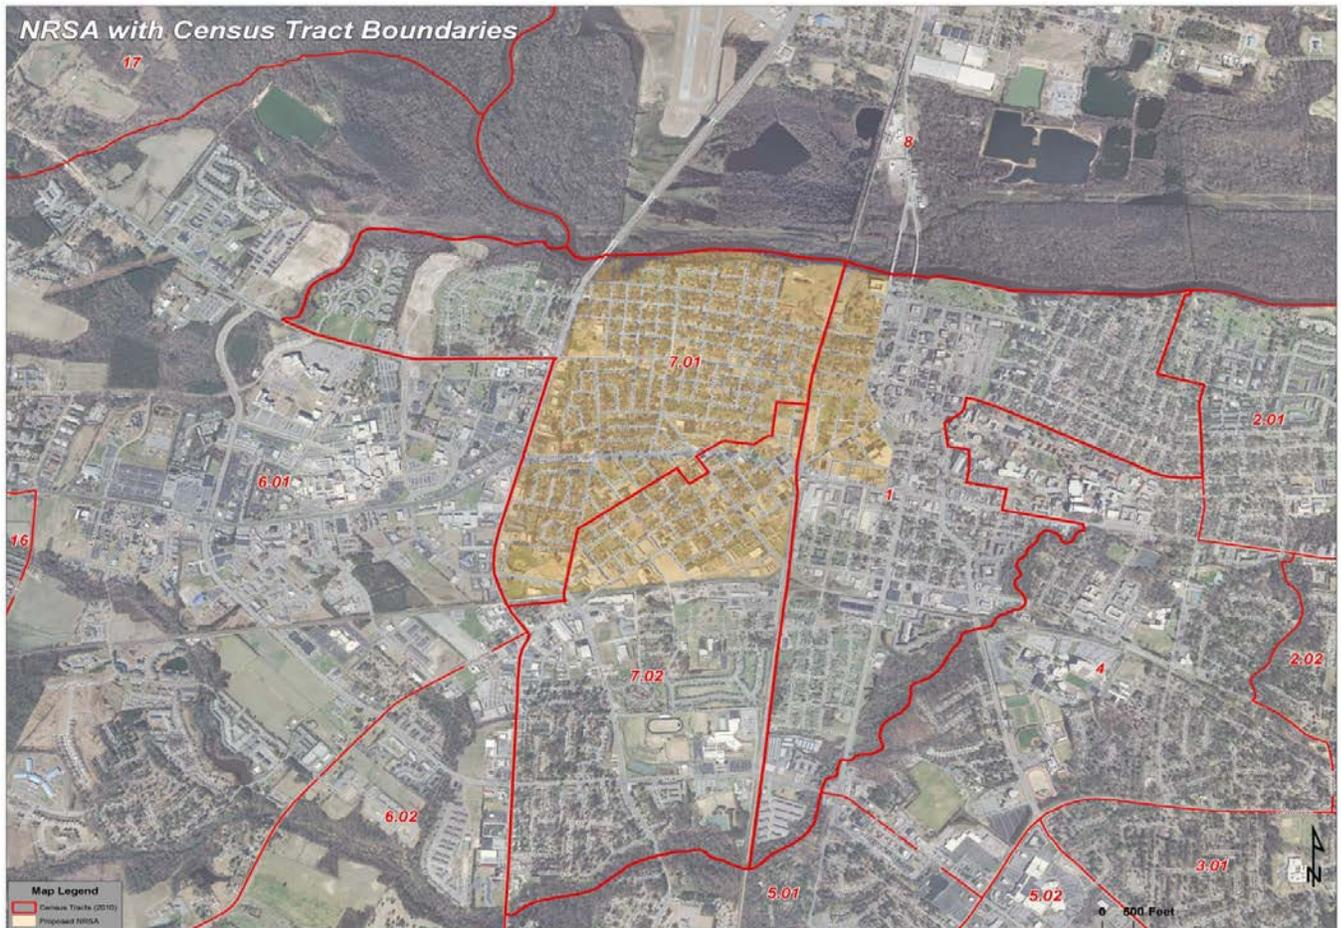 NRSA with Census Tract Boundaries
17
8
7.01
2.01
6.01
1
16
2.02
4
7.02
6.02
3.01
5.01
5.02
N
0 500 Feet
Map Legend
Census Tracts (2010)
Proposed NRSA